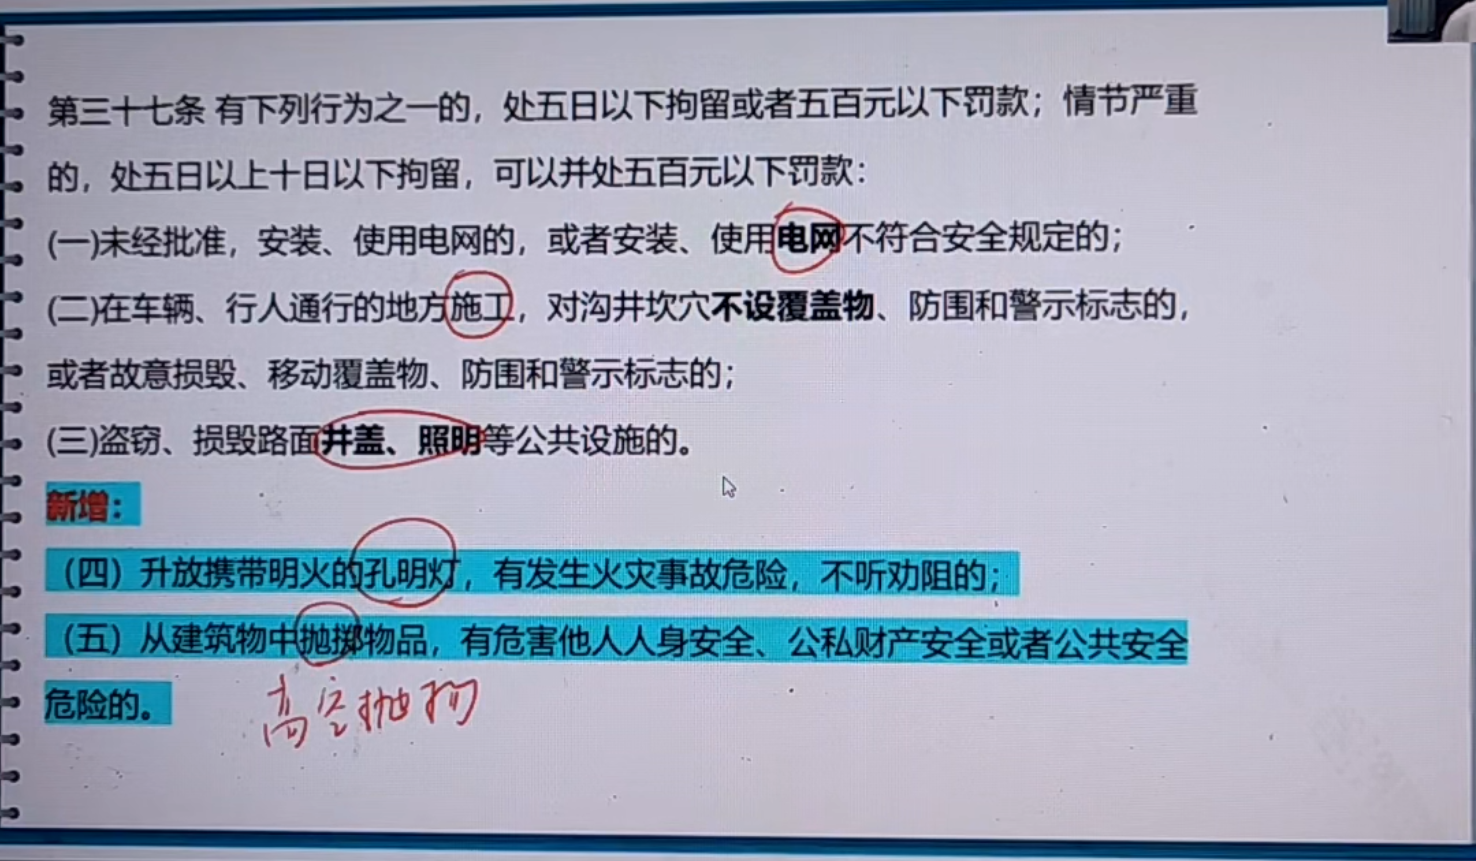 第三十七条 有下列行为之一的，处五日以下拘留或者五百元以下罚款；情节严重
的，处五日以上十日以下拘留，可以并处五百元以下罚款：
(一)未经批准，安装、使用电网的，或者安装、使用电网不符合安全规定的；
(二)在车辆、行人通行的地方施工，对沟井坎穴不设覆盖物、防围和警示标志的，
或者故意损毁、移动覆盖物、防围和警示标志的；
(三)盗窃、损毁路面井盖、照明等公共设施的。
新增：
（四）升放携带明火的孔明灯，有发生火灾事故危险，不听劝阻的；
（五）从建筑物中抛掷物品，有危害他人人身安全、公私财产安全或者公共安全
危险的。
高空抛物